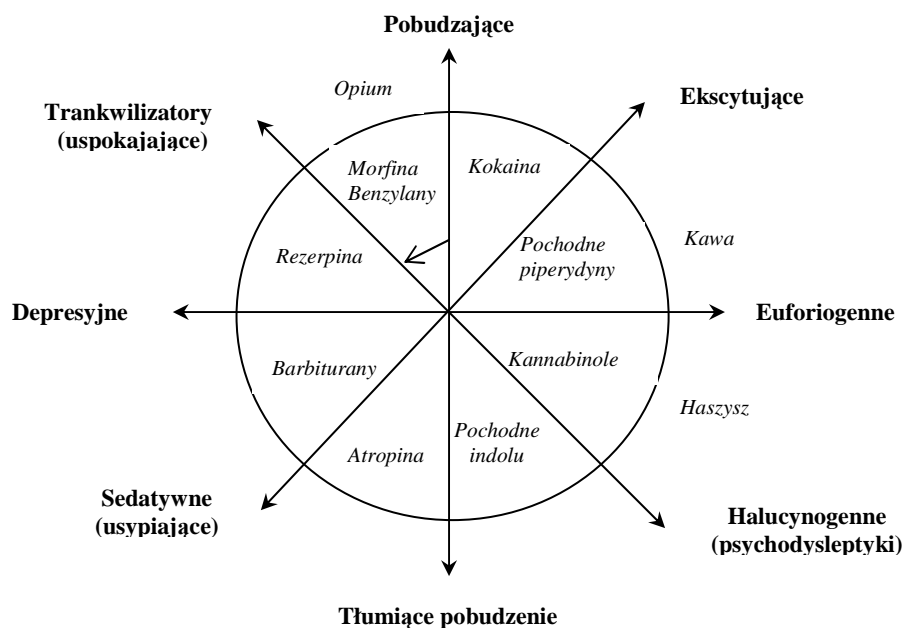 Pobudzające
Opium
Ekscytujące
Trankwilizatory
(uspokajające)
Morfina
Benzylany
Kokaina
Rezerpina
Pochodne
piperydyny
Kawa
Depresyjne
Euforiogenne
Barbiturany
Kannabinole
Haszysz
Atropina
Pochodne
indolu
Sedatywne
(usypiające)
Halucynogenne
(psychodysleptyki)
Tłumiące pobudzenie